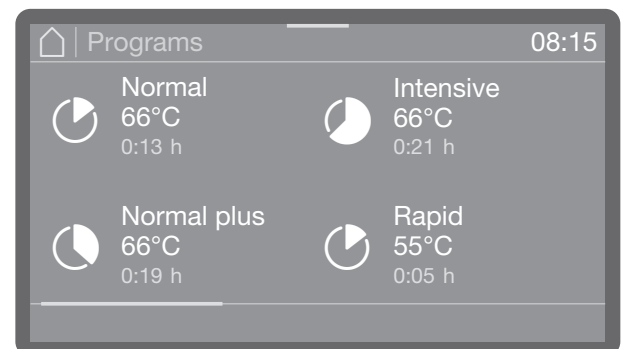 Programs 08:15
Normal
66°C
0:13 h
Intensive
66°C
0:21 h
Normal plus
66°C
0:19 h
Rapid
55°C
0:05 h